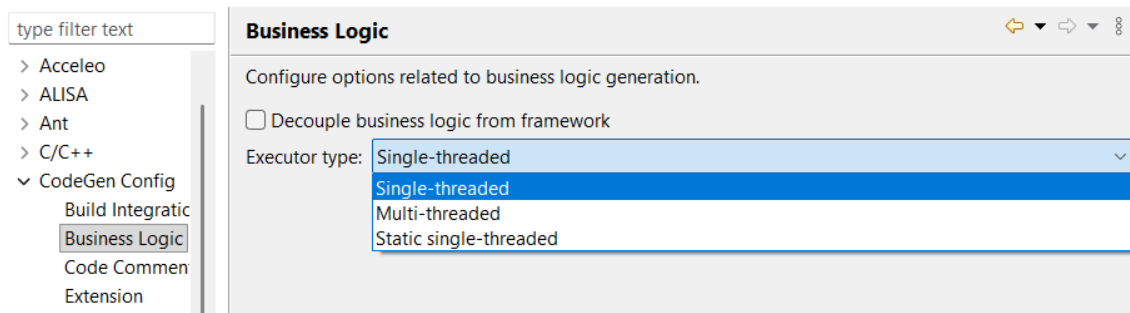 type filter text
Acceleo
ALISA
Ant
C/C++
CodeGen Config
Build Integratic
Business Logic
Code Commen
Extension
Business Logic
Configure options related to business logic generation.
Decouple business logic from framework
Executor type: Single-threaded
Single-threaded
Multi-threaded
Static single-threaded